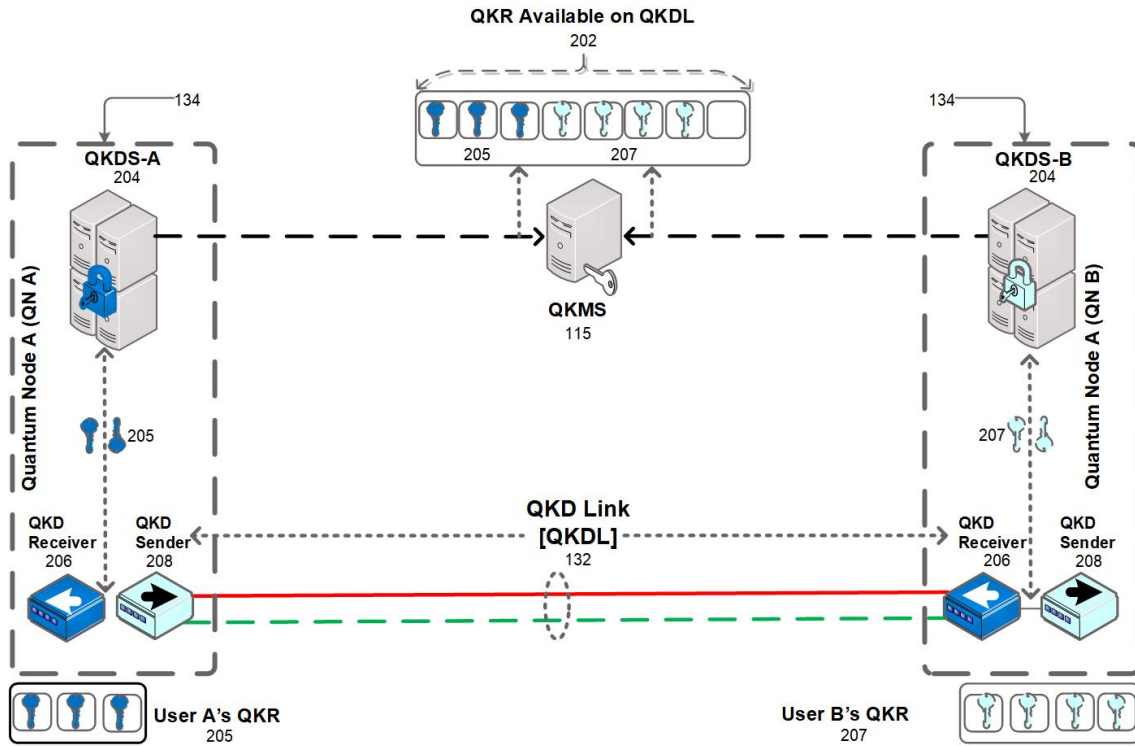 QKR Available on QKDL
202
134
134
205
207
QKDS-A
204
QKDS-B
204
QKMS
115
Quantum Node A (QN A)
Quantum Node A (QN B)
205
207
QKD Link
[QKDL]
132
QKD
Receiver
206
QKD
Sender
208
QKD
Receiver
206
QKD
Sender
208
User A's QKR
205
User B's QKR
207